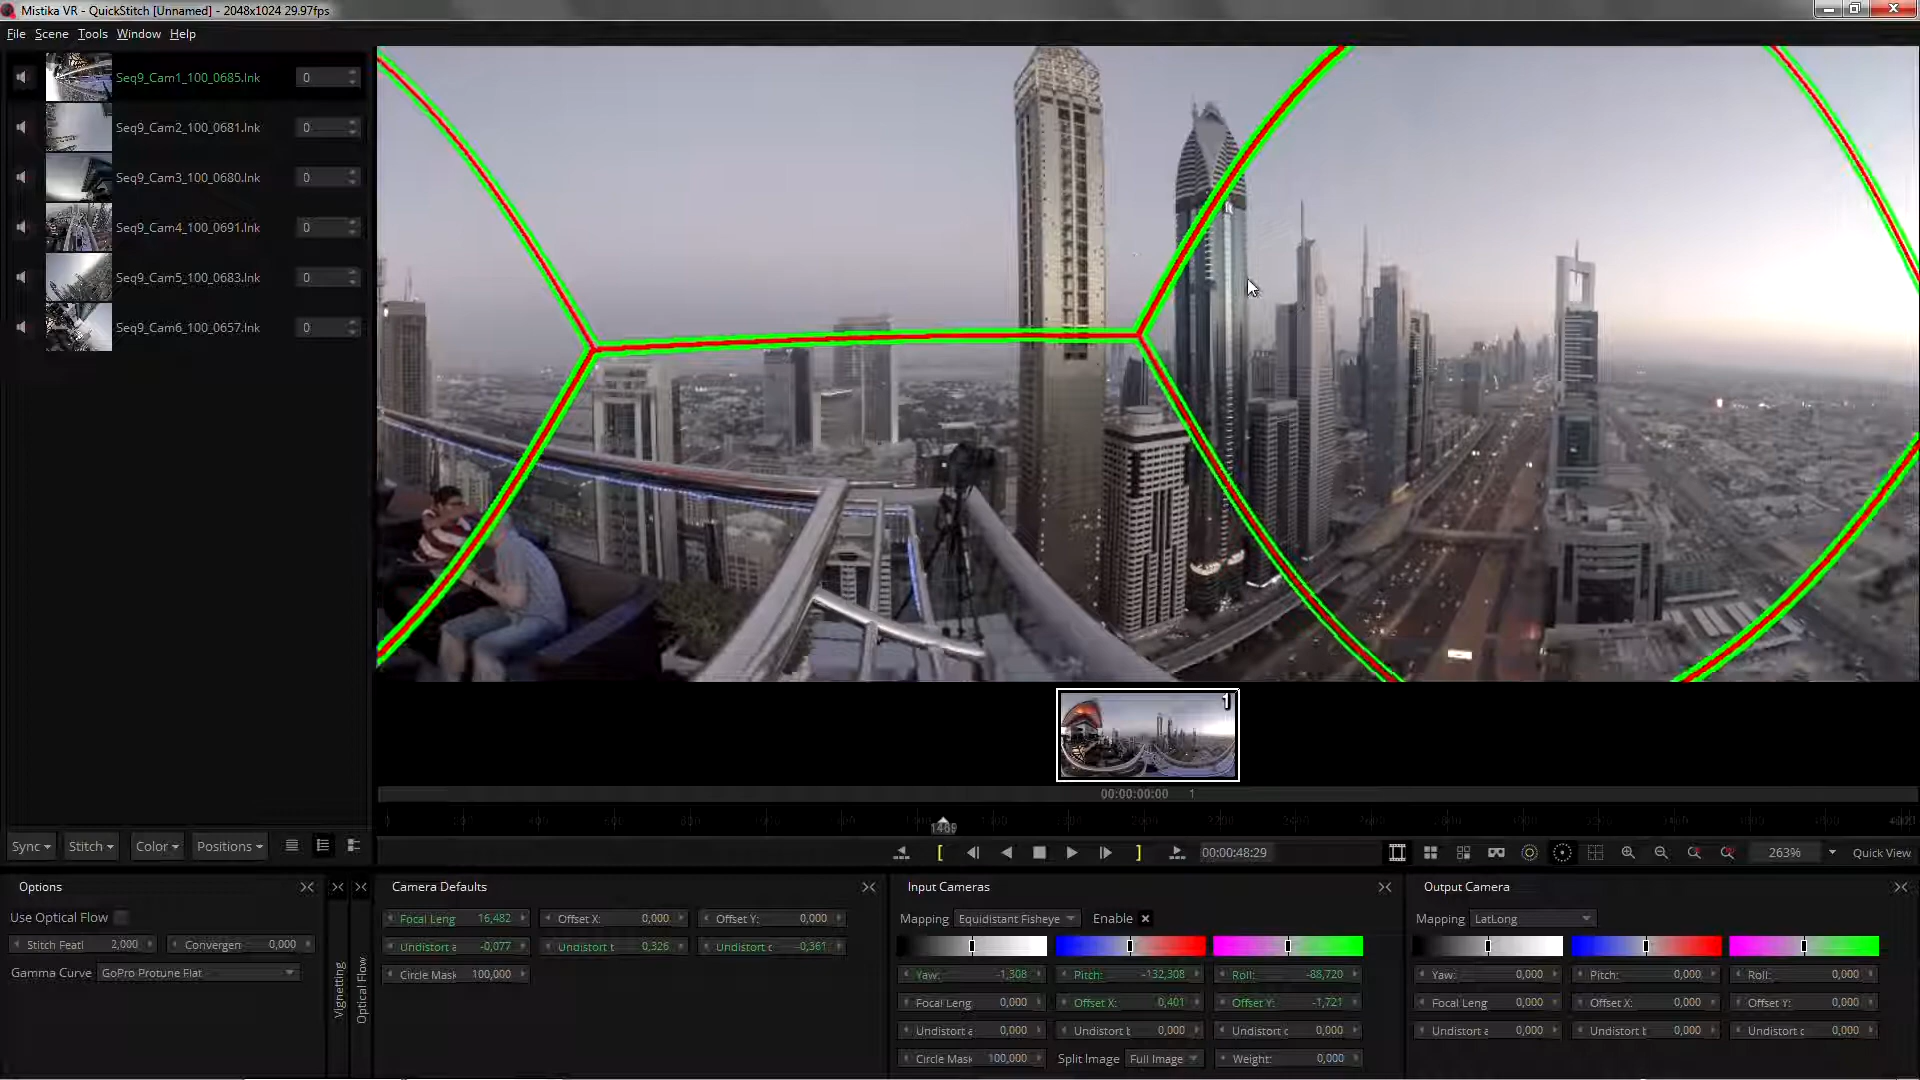 Mistika VR - QuickStitch [Unnamed] - 2048x1024 29.97fps
File Scene Tools Window Help
Seq9_Cam1_100_0685.lnk 0
Seq9_Cam2_100_0681.lnk 0
Seq9_Cam3_100_0680.lnk 0
Seq9_Cam4_100_0691.lnk 0
Seq9_Cam5_100_0683.lnk 0
Seq9_Cam6_100_0657.lnk 0
1
00:00:00:00 1
1469
Sync Stitch Color Positions
00:00:48:29 263% Quick View
Options
Use Optical Flow
Stitch Featl 2,000 Convergen 0,000
Gamma Curve GoPro Protune Flat
Vignetting
Optical Flow
Camera Defaults
Focal Leng 16,482 Offset X: 0,000 Offset Y: 0,000
Undistort a -0,077 Undistort b 0,326 Undistort c -0,361
Circle Mask 100,000
Input Cameras
Mapping Equidistant Fisheye Enable
Yaw: -1,308 Pitch: -132,308 Roll: -88,720
Focal Leng 0,000 Offset X: 0,401 Offset Y: -1,721
Undistort a 0,000 Undistort b 0,000 Undistort c 0,000
Circle Mask 100,000 Split Image Full Image Weight: 0,000
Output Camera
Mapping LatLong
Yaw: 0,000 Pitch: 0,000 Roll: 0,000
Focal Leng 0,000 Offset X: 0,000 Offset Y: 0,000
Undistort a 0,000 Undistort b 0,000 Undistort c 0,000